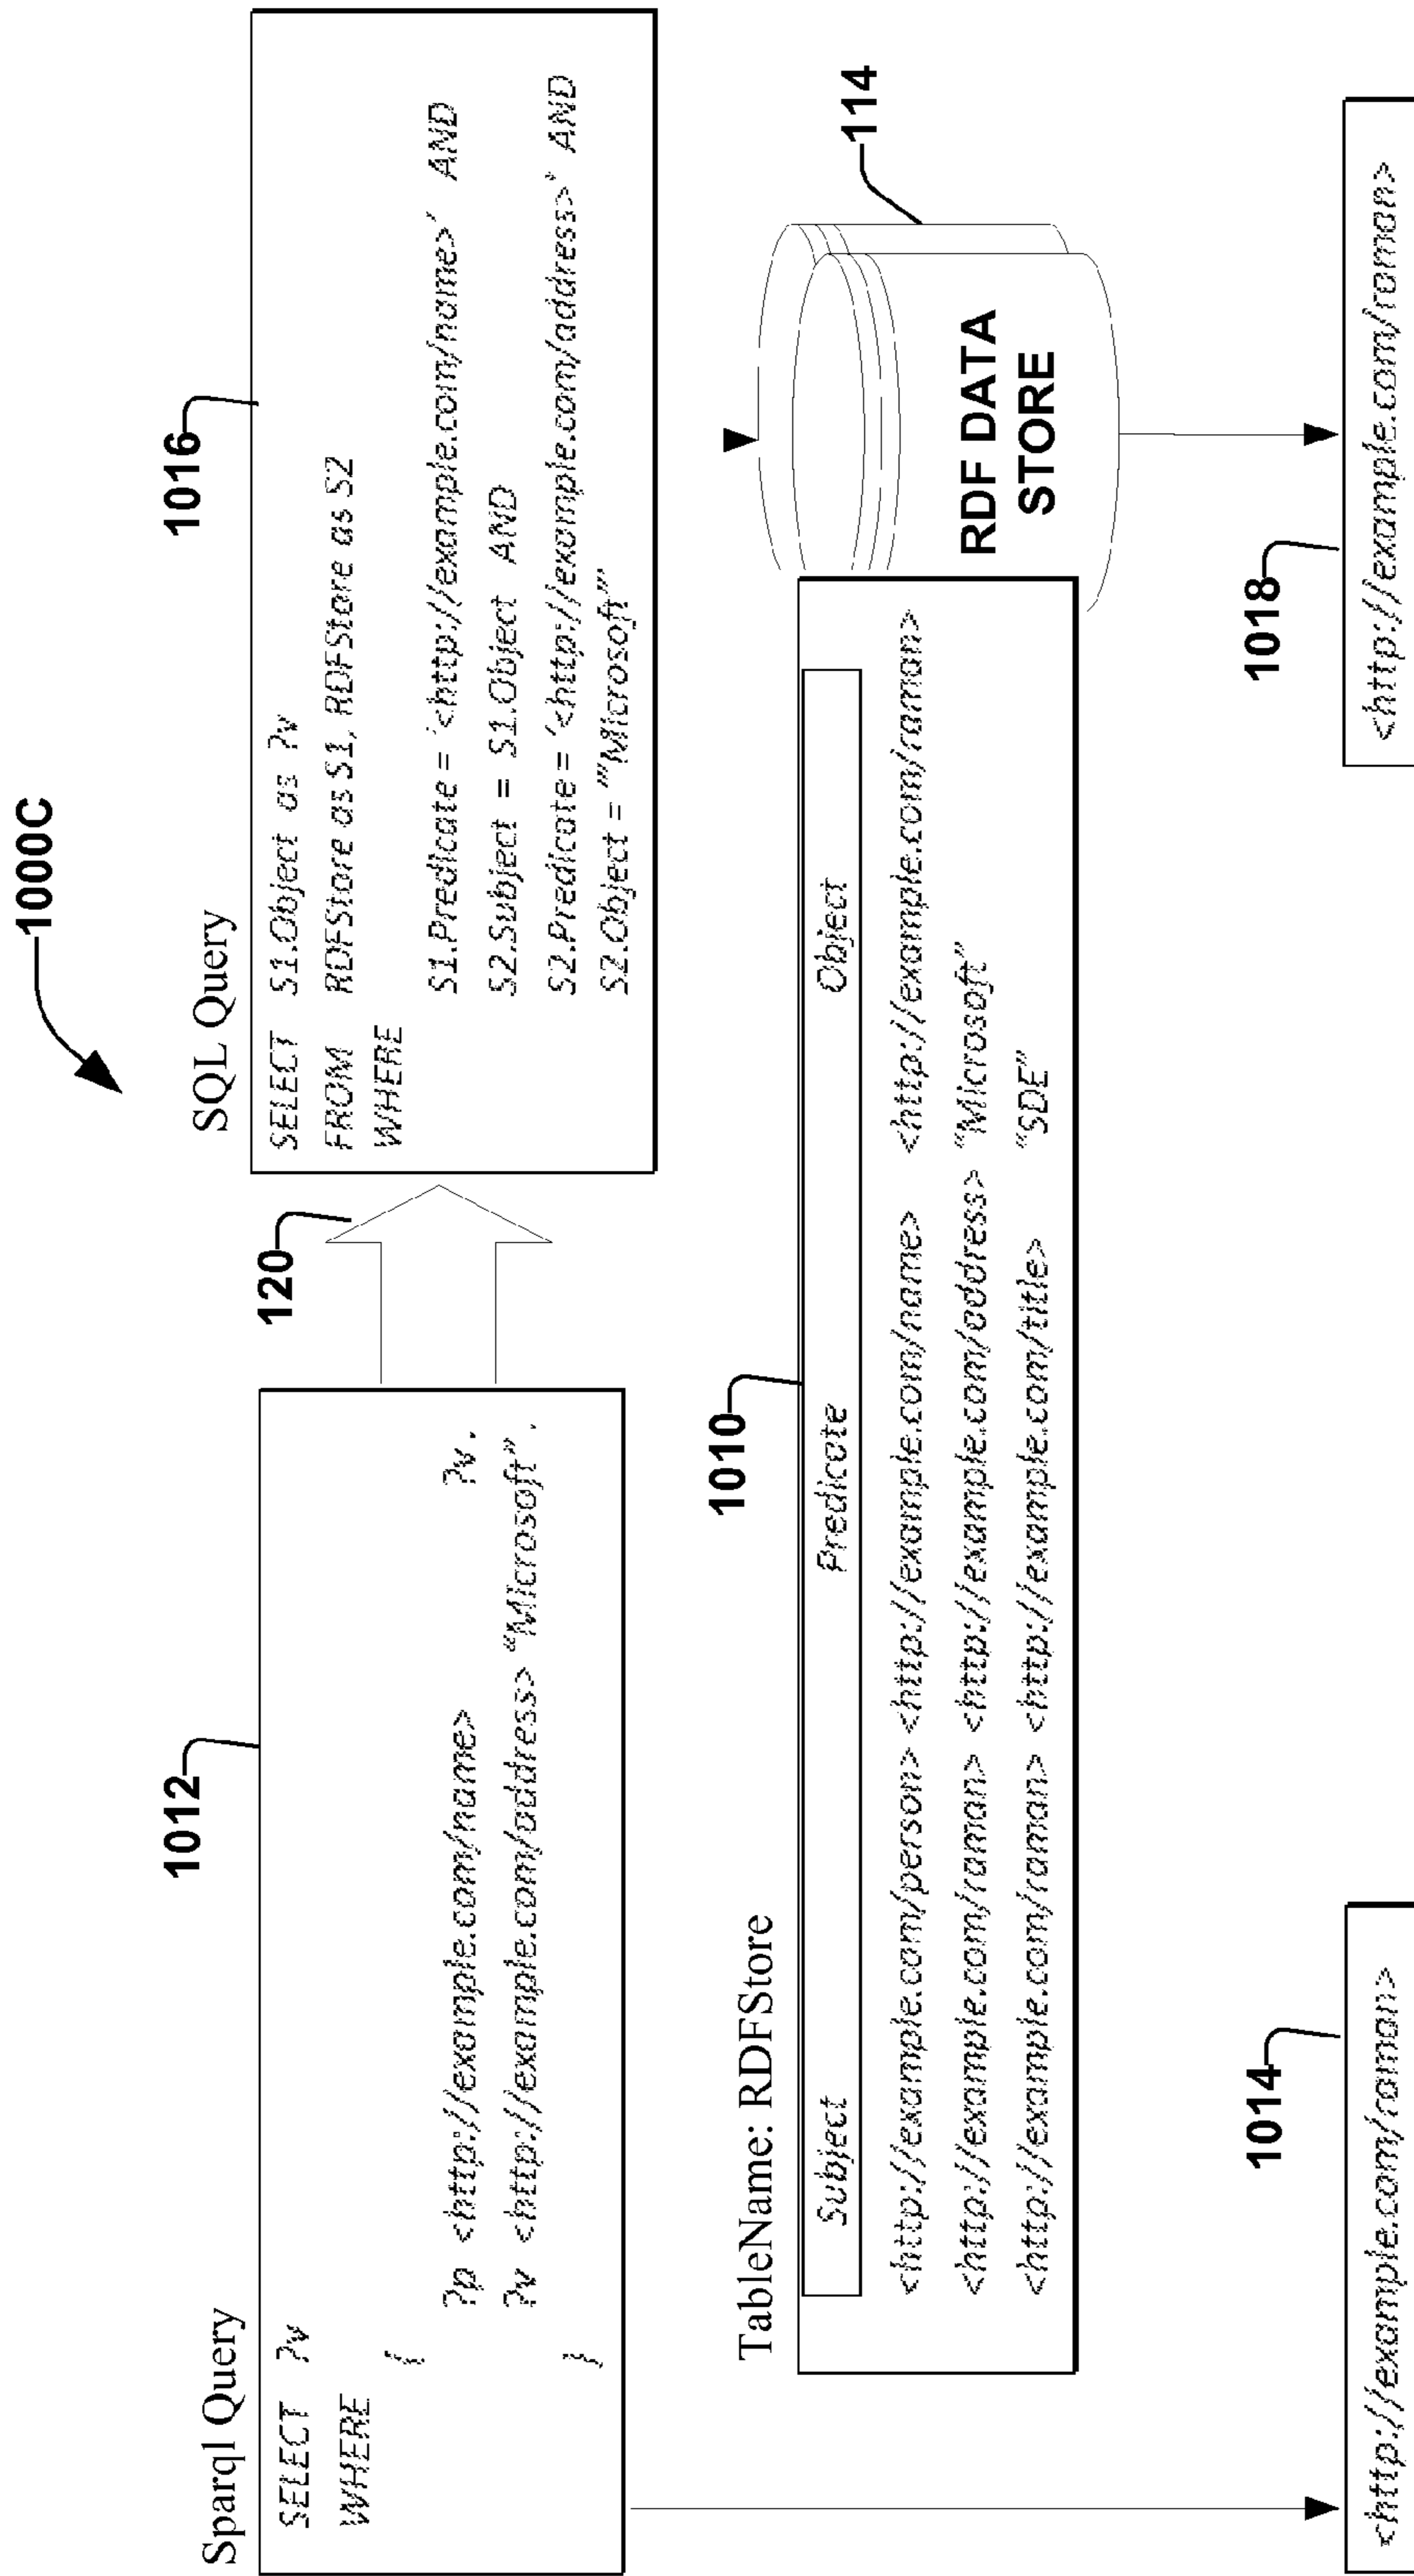 1000C
Sparql Query
1012
SELECT ?v
WHERE
{
?p <http://example.com/name> ?v .
?v <http://example.com/address> "Microsoft" .
}
120
SQL Query
1016
SELECT S1.Object as ?v
FROM RDFStore as S1, RDFStore as S2
WHERE
S1.Predicate = '<http://example.com/name>' AND
S2.Subject = S1.Object AND
S2.Predicate = '<http://example.com/address>' AND
S2.Object = '"Microsoft"'
TableName: RDFStore
1010
Subject Predicate Object
<http://example.com/person> <http://example.com/name> <http://example.com/raman>
<http://example.com/raman> <http://example.com/address> "Microsoft"
<http://example.com/raman> <http://example.com/title> "SDE"
114
RDF DATA
STORE
1014
<http://example.com/raman>
1018
<http://example.com/raman>